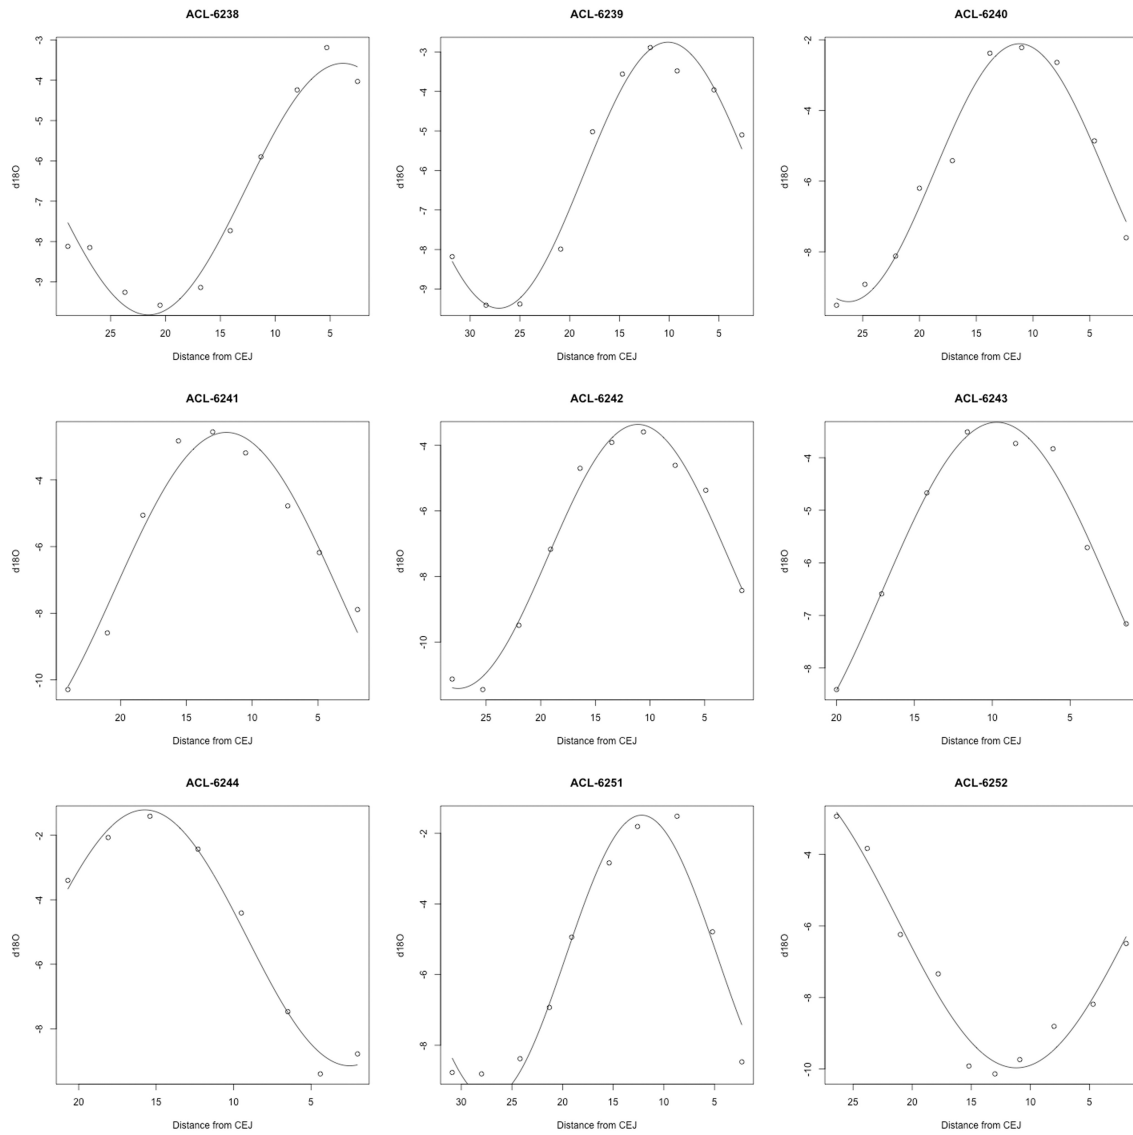 ACL-6238
-3
-4
-5
-6
-7
-8
-9
d18O
25 20 15 10 5
Distance from CEJ
ACL-6239
-3
-4
-5
-6
-7
-8
-9
d18O
30 25 20 15 10 5
Distance from CEJ
ACL-6240
-2
-4
-6
-8
d18O
25 20 15 10 5
Distance from CEJ
ACL-6241
-4
-6
-8
-10
d18O
20 15 10 5
Distance from CEJ
ACL-6242
-4
-6
-8
-10
d18O
25 20 15 10 5
Distance from CEJ
ACL-6243
-4
-5
-6
-7
-8
d18O
20 15 10 5
Distance from CEJ
ACL-6244
-2
-4
-6
-8
d18O
20 15 10 5
Distance from CEJ
ACL-6251
-2
-4
-6
-8
d18O
30 25 20 15 10 5
Distance from CEJ
ACL-6252
-4
-6
-8
-10
d18O
25 20 15 10 5
Distance from CEJ